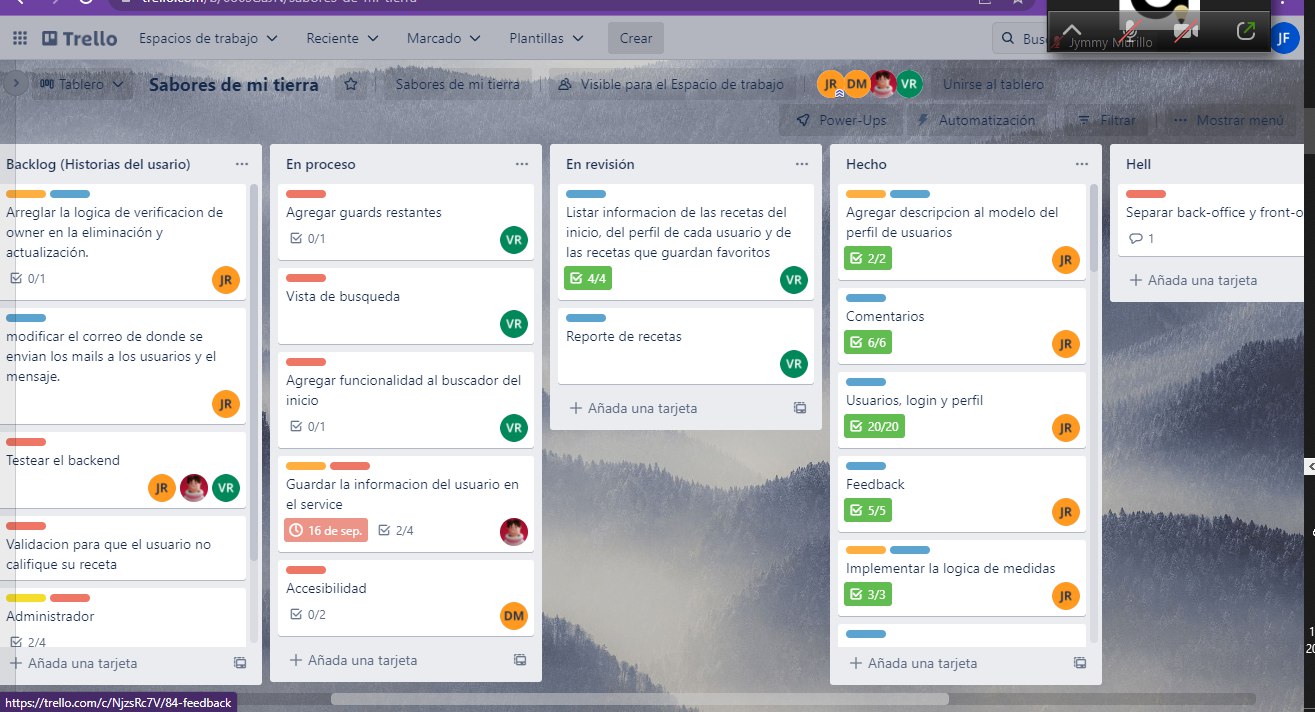 Trello
Espacios de trabajo
Reciente
Marcado
Plantillas
Crear
Jymmy Murillo
JF
Tablero
Sabores de mi tierra
Sabores de mi tierra
Visible para el Espacio de trabajo
JR
DM
VR
Unirse al tablero
Power-Ups
Automatización
Filtrar
Mostrar menú
Backlog (Historias del usario)
Arreglar la logica de verificacion de
owner en la eliminación y
actualización.
0/1
JR
modificar el correo de donde se
envian los mails a los usuarios y el
mensaje.
JR
Testear el backend
JR
VR
Validacion para que el usuario no
califique su receta
Administrador
2/4
Añada una tarjeta
En proceso
Agregar guards restantes
0/1
VR
Vista de busqueda
VR
Agregar funcionalidad al buscador del
inicio
0/1
VR
Guardar la informacion del usuario en
el service
16 de sep.
2/4
Accesibilidad
0/2
DM
Añada una tarjeta
En revisión
Listar informacion de las recetas del
inicio, del perfil de cada usuario y de
las recetas que guardan favoritos
4/4
VR
Reporte de recetas
VR
Añada una tarjeta
Hecho
Agregar descripcion al modelo del
perfil de usuarios
2/2
JR
Comentarios
6/6
JR
Usuarios, login y perfil
20/20
JR
Feedback
5/5
JR
Implementar la logica de medidas
3/3
JR
Añada una tarjeta
Hell
Separar back-office y front-o
1
Añada una tarjeta
https://trello.com/c/NjzsRc7V/84-feedback